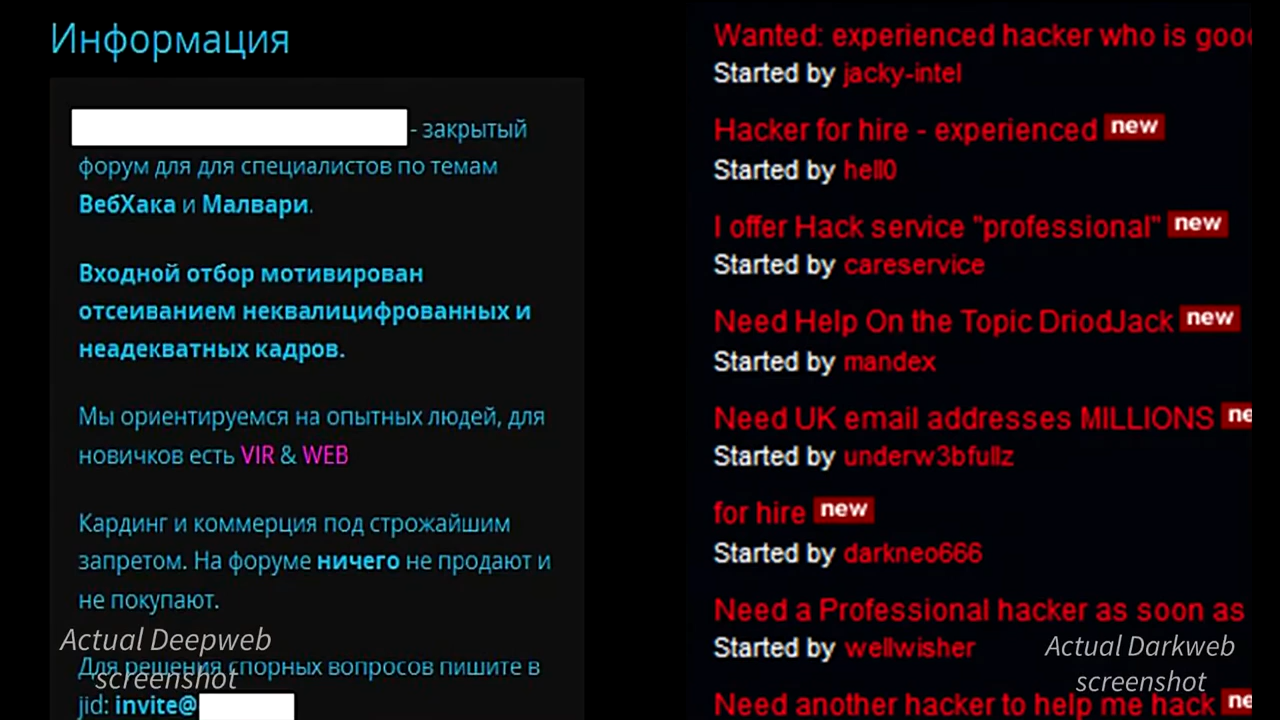 Информация
- закрытый
форум для для специалистов по темам
ВебХака и Малвари.
Входной отбор мотивирован
отсеиванием неквалицифрованных и
неадекватных кадров.
Мы ориентируемся на опытных людей, для
новичков есть VIR & WEB
Кардинг и коммерция под строжайшим
запретом. На форуме ничего не продают и
не покупают.
Для решения спорных вопросов пишите в
jid: invite@
Actual Deepweb
screenshot
Wanted: experienced hacker who is
Started by jacky-intel
Hacker for hire - experienced new
Started by hell0
I offer Hack service "professional" new
Started by careservice
Need Help On the Topic DriodJack new
Started by mandex
Need UK email addresses MILLIONS
Started by underw3bfullz
for hire new
Started by darkneo666
Need a Professional hacker as soon as
Started by wellwisher
Need another hacker to help me hack
Actual Darkweb
screenshot